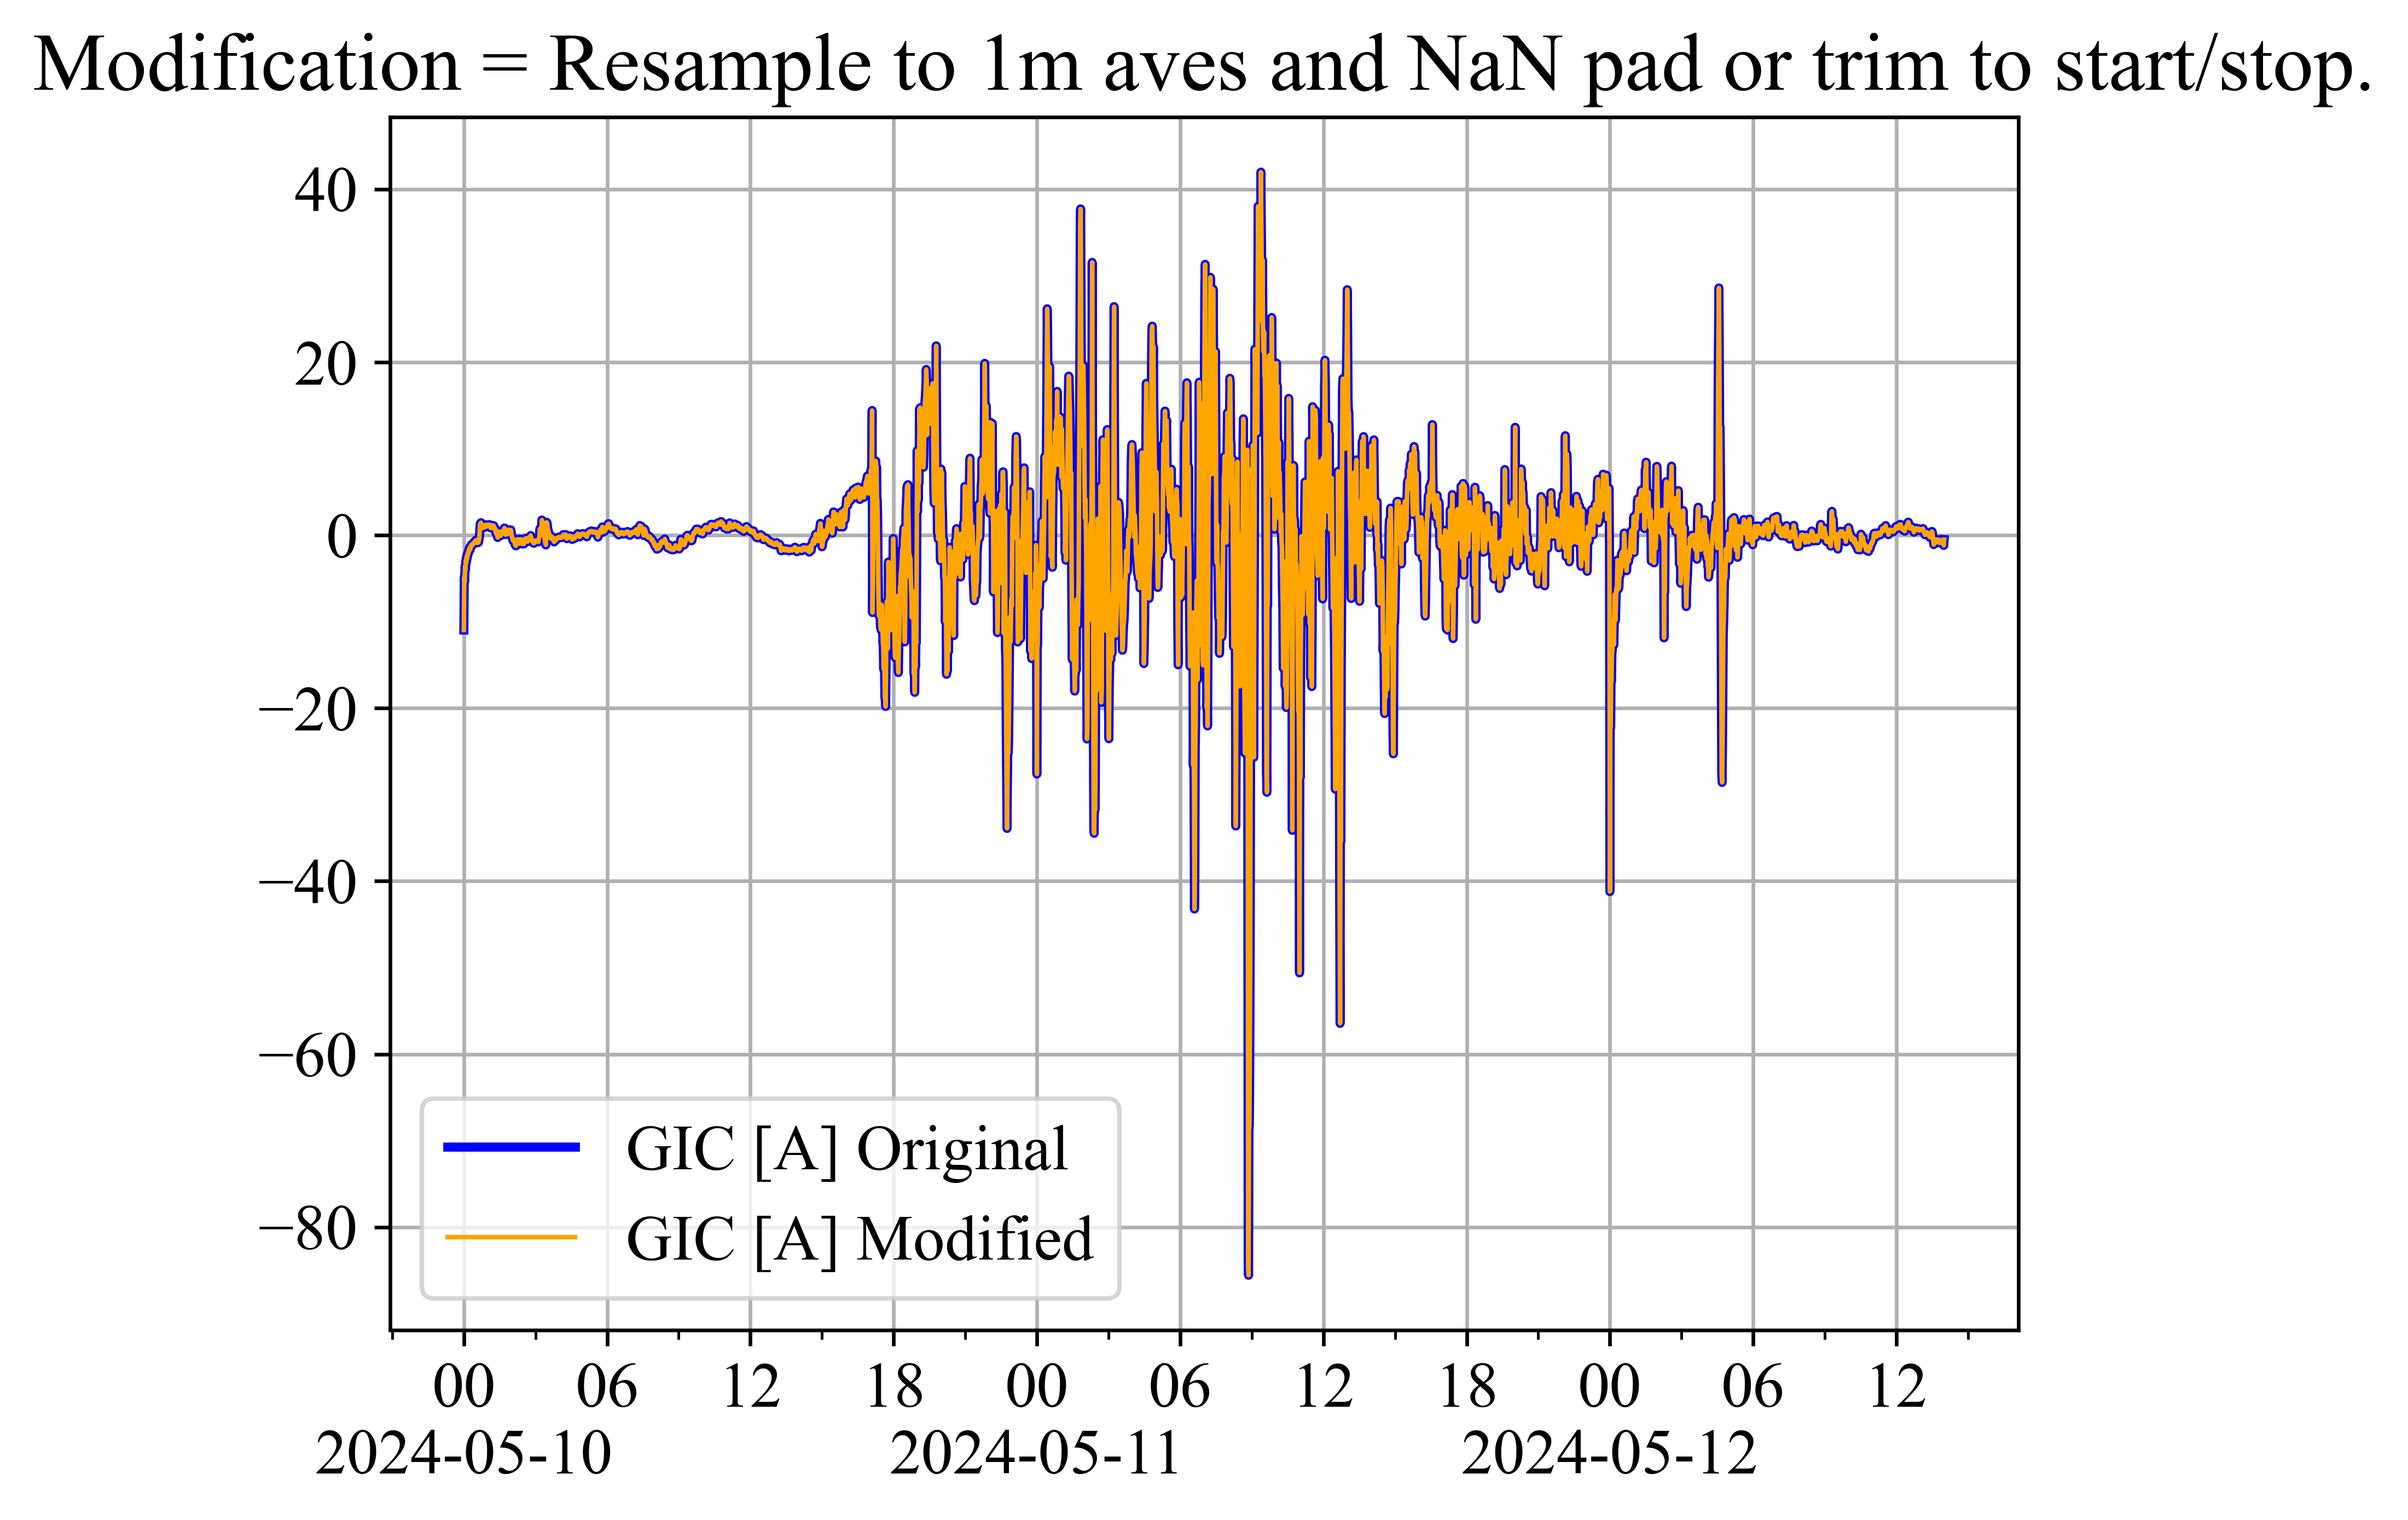 Modification = Resample to 1m aves and NaN pad or trim to start/stop.
40
20
0
−20
−40
−60
−80
GIC [A] Original
GIC [A] Modified
00 06 12 18 00 06 12 18 00 06 12
2024-05-10 2024-05-11 2024-05-12